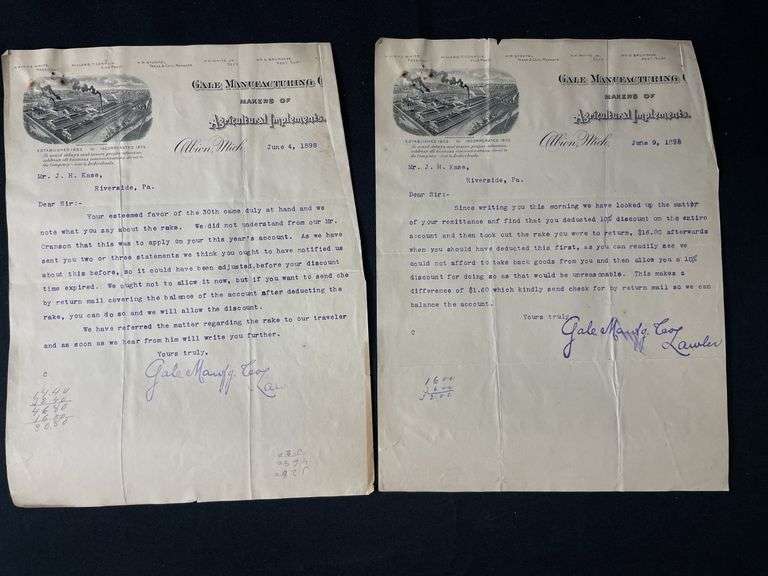 GALE MANUFACTURING C
MAKERS OF
Agricultural Implements.
ESTABLISHED INCORPORATED
Albion, Mich. June 4, 1898
Mr. J. H. Kase,
Riverside, Pa.
Dear Sir:-
Your esteemed favor of the 30th came duly at hand and we
note what you say about the rake. We did not understand from our Mr.
Cranson that this was to apply on this year's account. As we have
sent you two or three statements we think you ought to have notified us
about this before, so it could have been adjusted before your discount
time expired. We ought not to allow it now, but if you want to send che
by return mail covering the balance of the account after deducting the
rake, you can do so and we will allow the discount.
We have referred the matter regarding the rake to our traveler
and as soon as we hear from him will write you further.
Yours truly,
C
Gale Manfg. Co.
GALE MANUFACTURING (
MAKERS OF
Agricultural Implements.
ESTABLISHED INCORPORATED
Albion, Mich. June 9, 1898
Mr. J. H. Kase,
Riverside, Pa.
Dear Sir:-
Since writing you this morning we have looked up the matter
of your remittance anf find that you deducted 10% discount on the entire
account and then took out the rake you were to return, $16.00 afterwards
when you should have deducted this first, as you can readily see we
could not afford to take back goods from you and then allow you a 10%
discount for doing so as that would be unreasonable. This makes a
difference of $1.60 which kindly send check for by return mail so we can
balance the account.
Yours truly,
C
Gale Manfg. Co.
Lawler